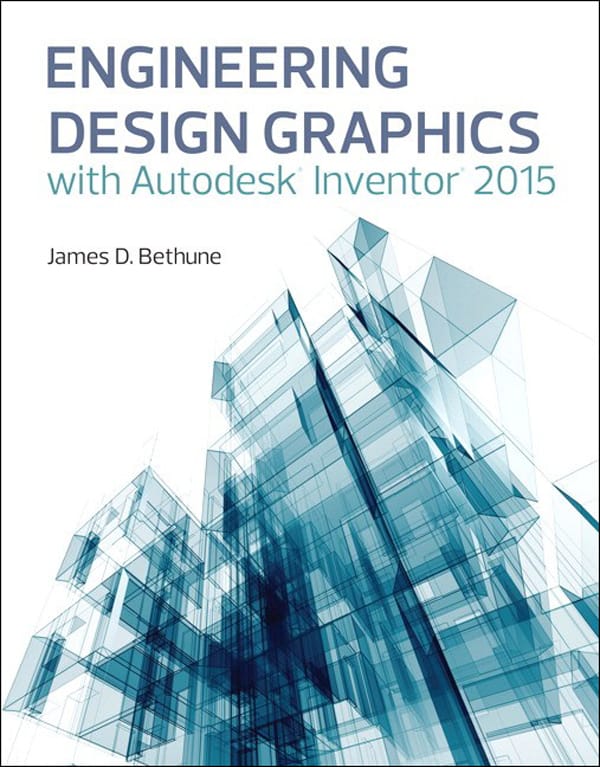 ENGINEERING
DESIGN GRAPHICS
with Autodesk® Inventor® 2015
James D. Bethune